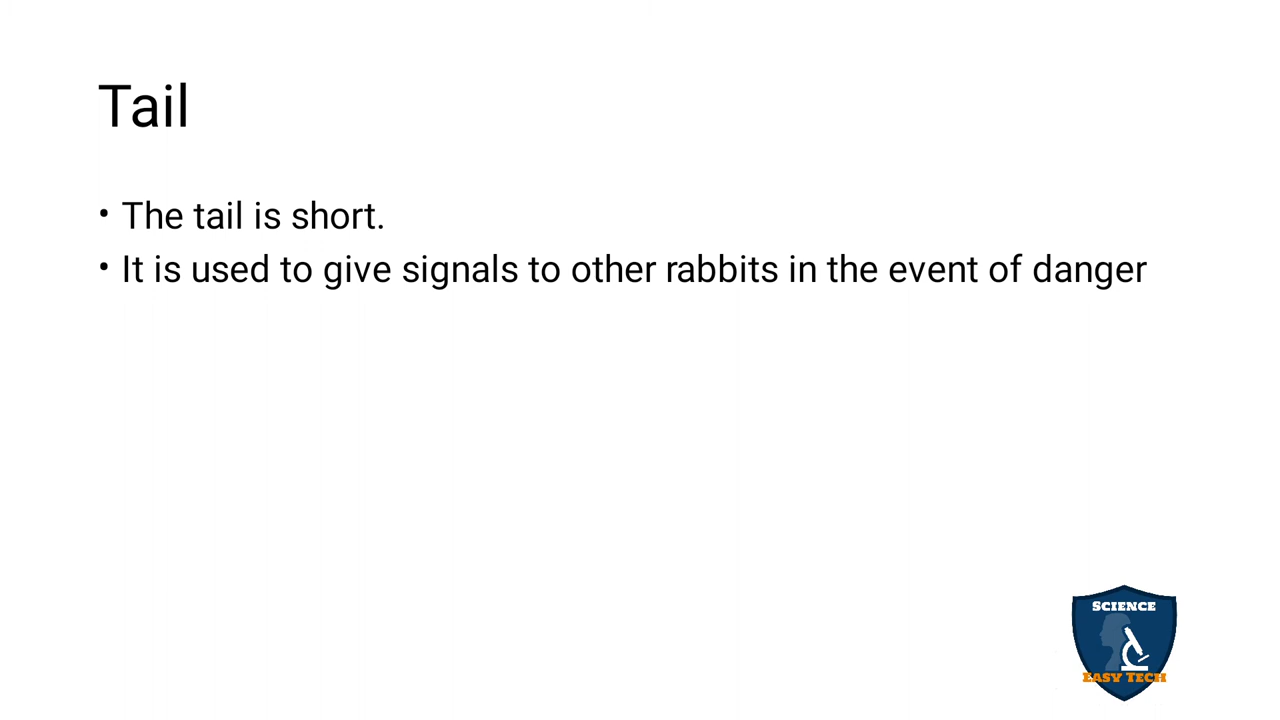 Tail
• The tail is short.
• It is used to give signals to other rabbits in the event of danger
SCIENCE
EASY TECH